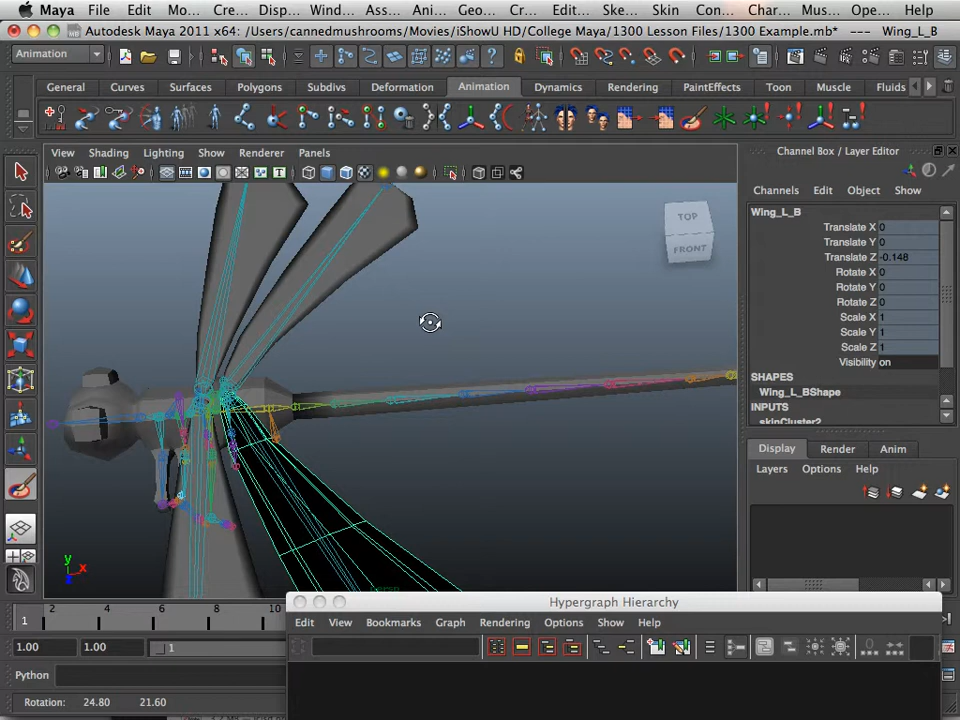 Maya File Edit Mo... Cre... Disp... Wind... Ass... Ani... Geo... Cr... Edit... Ske... Skin Con... Char... Mus... Ope... Help
Autodesk Maya 2011 x64: /Users/cannedmushrooms/Movies/iShowU HD/College Maya/1300 Lesson Files/1300 Example.mb* --- Wing_L_B
Animation
General Curves Surfaces Polygons Subdivs Deformation Animation Dynamics Rendering PaintEffects Toon Muscle Fluids
View Shading Lighting Show Renderer Panels
Channel Box / Layer Editor
Channels Edit Object Show
Wing_L_B
Translate X 0
Translate Y 0
Translate Z -0.148
Rotate X 0
Rotate Y 0
Rotate Z 0
Scale X 1
Scale Y 1
Scale Z 1
Visibility on
SHAPES
Wing_L_BShape
INPUTS
skinCluster2
Display Render Anim
Layers Options Help
TOP
FRONT
y
x
z
1 2 4 6 8 10
1.00 1.00 1
Python
Rotation: 24.80 21.60
Hypergraph Hierarchy
Edit View Bookmarks Graph Rendering Options Show Help